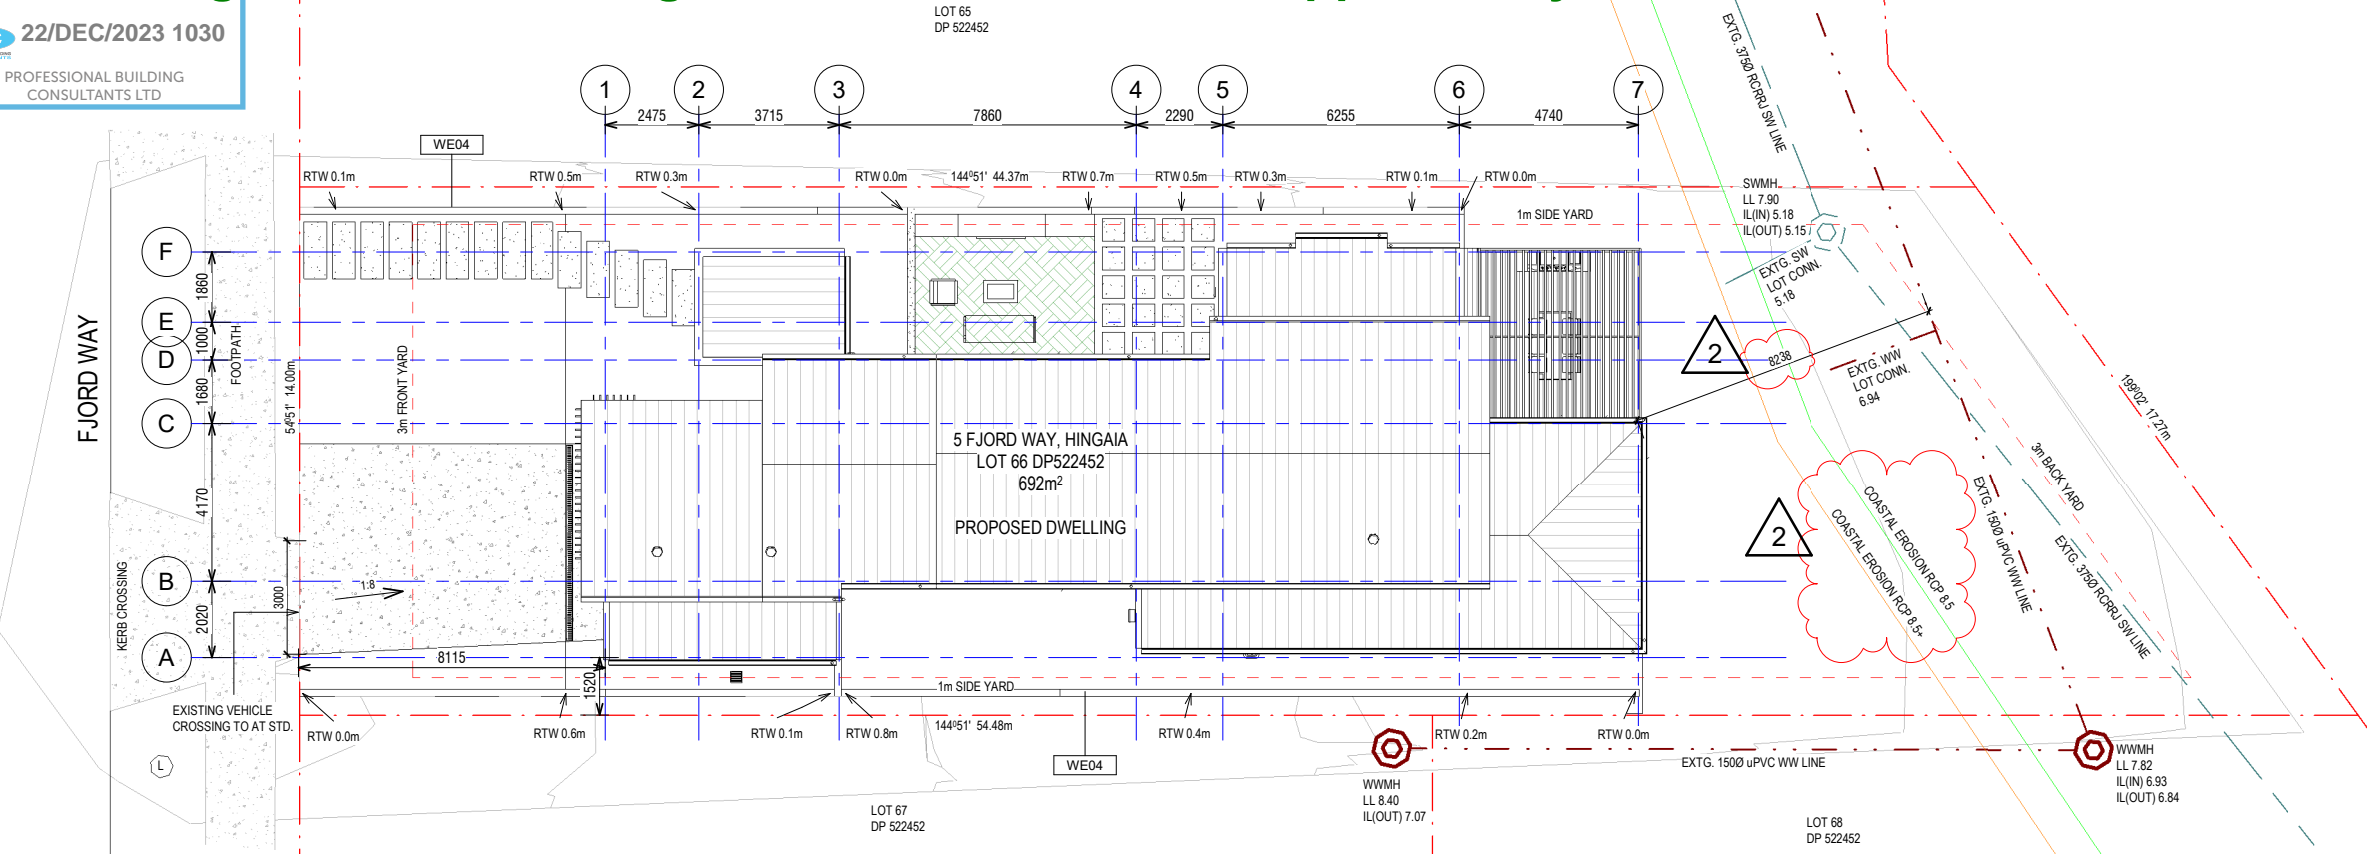 22/DEC/2023 1030
PROFESSIONAL BUILDING
CONSULTANTS LTD
LOT 65
DP 522452
1
2
3
4
5
6
7
2475
3715
7860
2290
6255
4740
WE04
RTW 0.1m
RTW 0.5m
RTW 0.3m
RTW 0.0m
144º51' 44.37m
RTW 0.7m
RTW 0.5m
RTW 0.3m
RTW 0.1m
RTW 0.0m
1m SIDE YARD
EXTG. 375Ø RCRRJ SW LINE
SWMH
LL 7.90
IL(IN) 5.18
IL(OUT) 5.15
EXTG. SW
LOT CONN.
5.18
F
E
D
C
B
A
1860
1000
1680
4170
2020
FJORD WAY
FOOTPATH
54º51' 14.00m
3m FRONT YARD
KERB CROSSING
3000
1:8
8115
1520
5 FJORD WAY, HINGAIA
LOT 66 DP522452
692m²
PROPOSED DWELLING
2
8238
EXTG. WW
LOT CONN.
6.94
199º02' 17.27m
3m BACK YARD
2
COASTAL EROSION RCP 8.5
COASTAL EROSION RCP 8.5+
EXTG. 150Ø uPVC WW LINE
EXTG. 375Ø RCRRJ SW LINE
EXISTING VEHICLE
CROSSING TO AT STD.
1m SIDE YARD
RTW 0.0m
RTW 0.6m
RTW 0.1m
RTW 0.8m
144º51' 54.48m
RTW 0.4m
RTW 0.2m
RTW 0.0m
WE04
L
EXTG. 150Ø uPVC WW LINE
WWMH
LL 8.40
IL(OUT) 7.07
WWMH
LL 7.82
IL(IN) 6.93
IL(OUT) 6.84
LOT 67
DP 522452
LOT 68
DP 522452